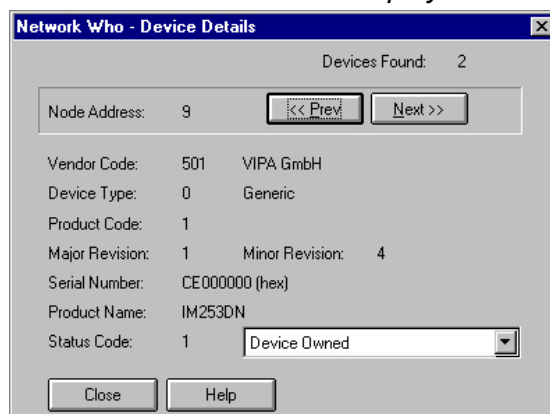 Network Who - Device Details
Devices Found: 2
Node Address: 9 << Prev Next >>
Vendor Code: 501 VIPA GmbH
Device Type: 0 Generic
Product Code: 1
Major Revision: 1 Minor Revision: 4
Serial Number: CE000000 (hex)
Product Name: IM253DN
Status Code: 1 Device Owned
Close Help